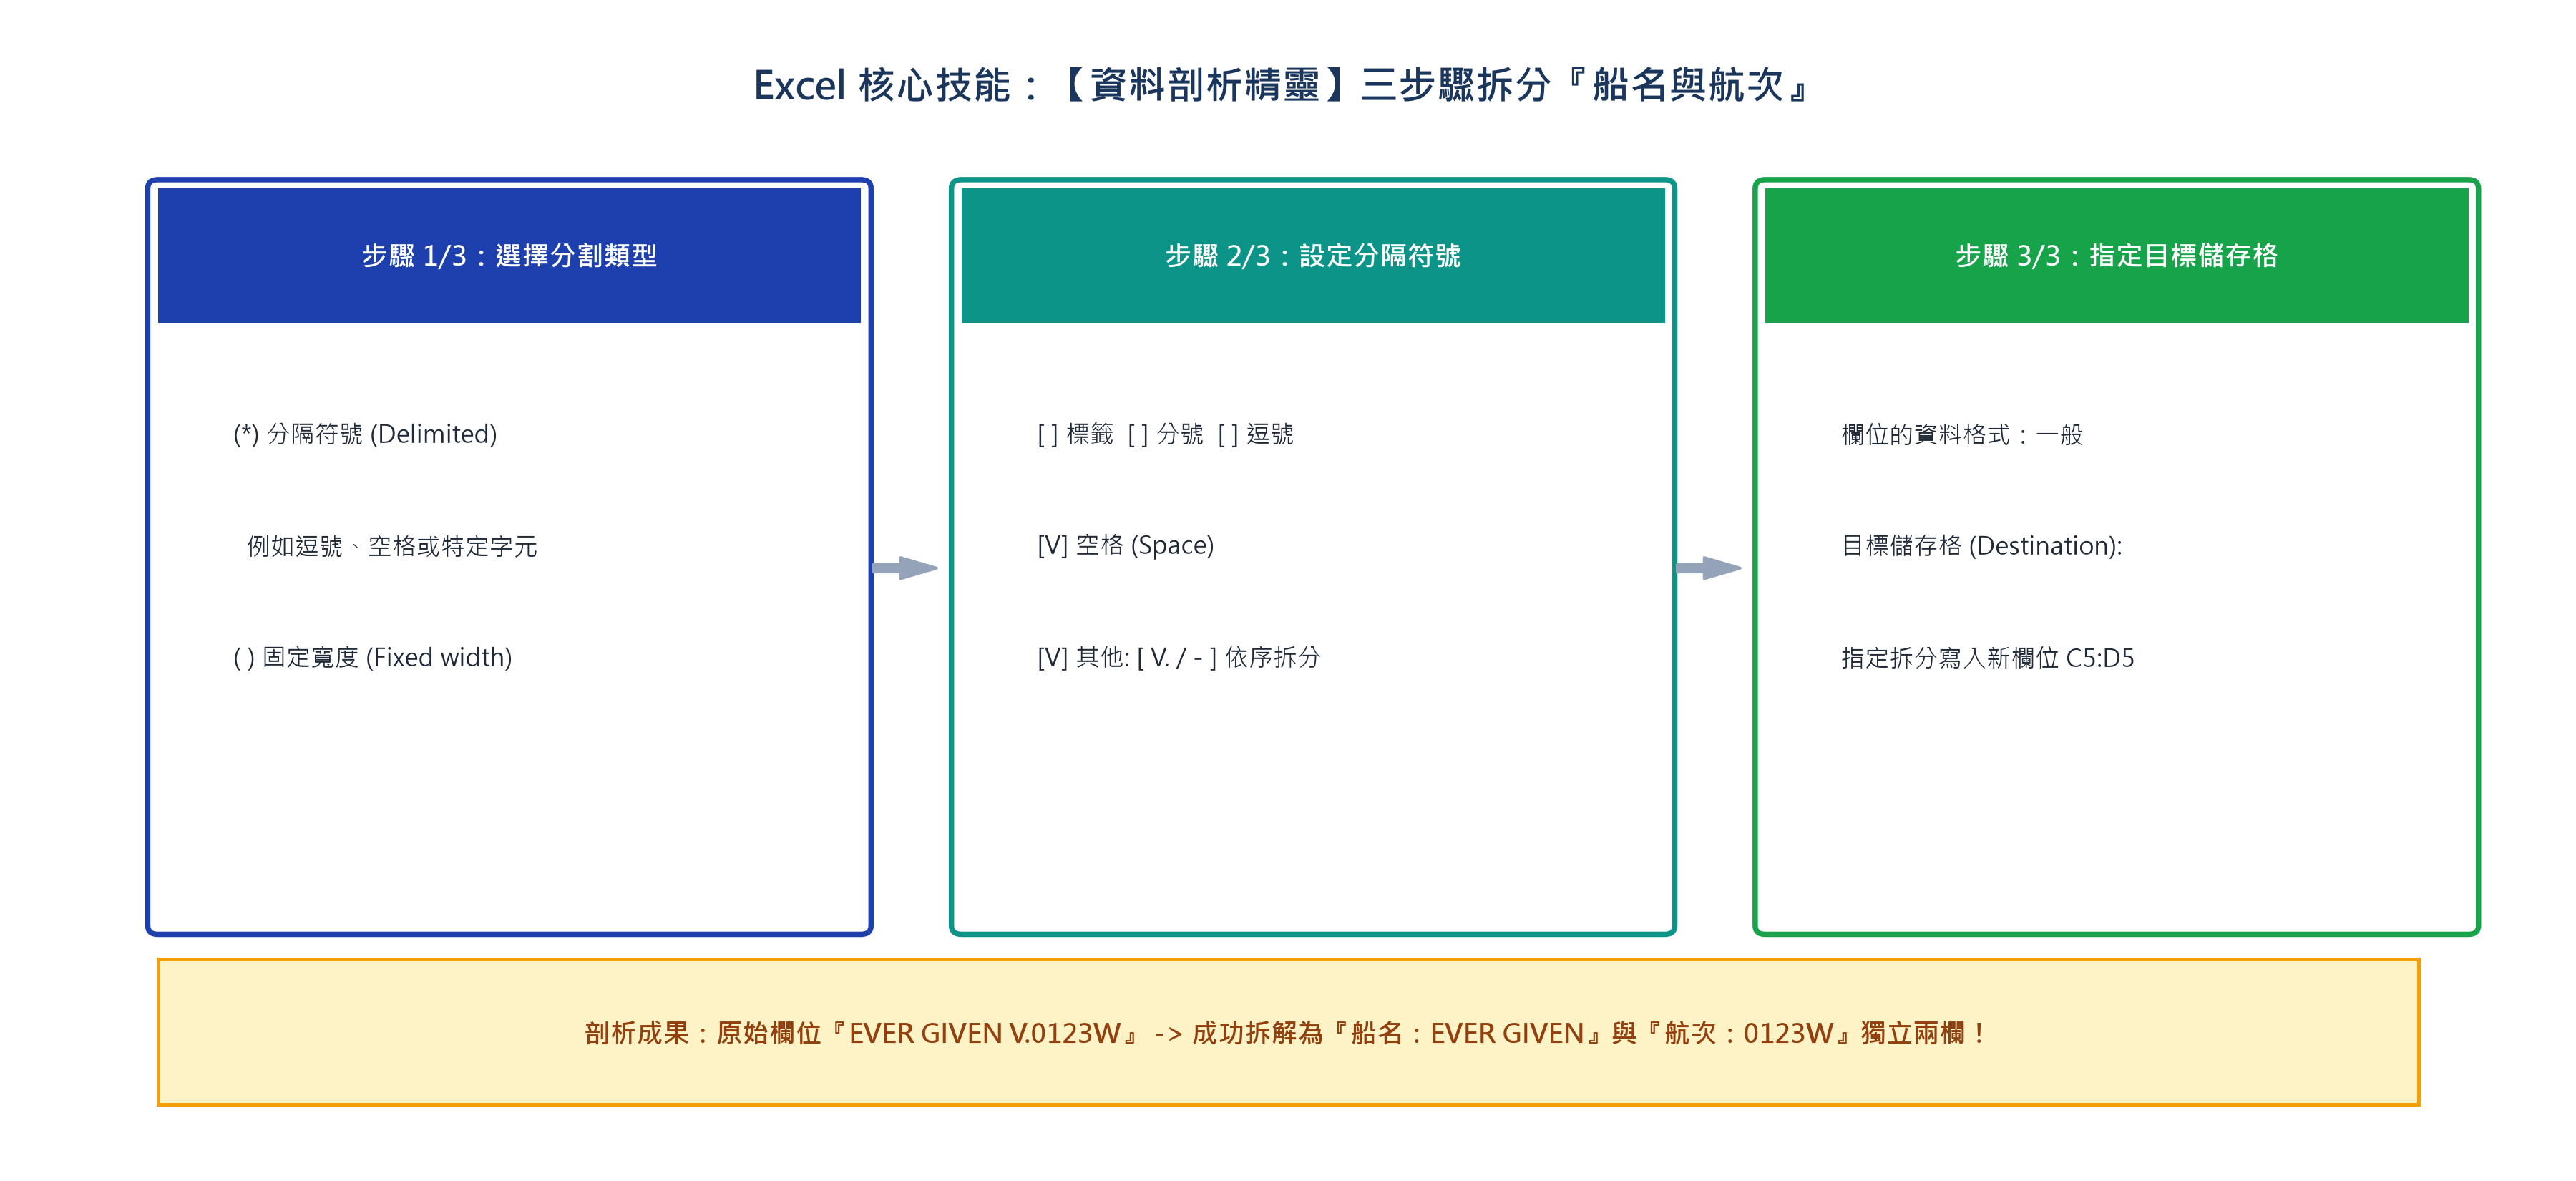 Excel 核心技能：【資料剖析精靈】三步驟拆分『船名與航次』
步驟 1/3：選擇分割類型
(*) 分隔符號 (Delimited)
例如逗號、空格或特定字元
( ) 固定寬度 (Fixed width)
步驟 2/3：設定分隔符號
[ ] 標籤 [ ] 分號 [ ] 逗號
[V] 空格 (Space)
[V] 其他: [ V. / - ] 依序拆分
步驟 3/3：指定目標儲存格
欄位的資料格式：一般
目標儲存格 (Destination):
指定拆分寫入新欄位 C5:D5
剖析成果：原始欄位『EVER GIVEN V.0123W』 -> 成功拆解為『船名：EVER GIVEN』與『航次：0123W』獨立兩欄！